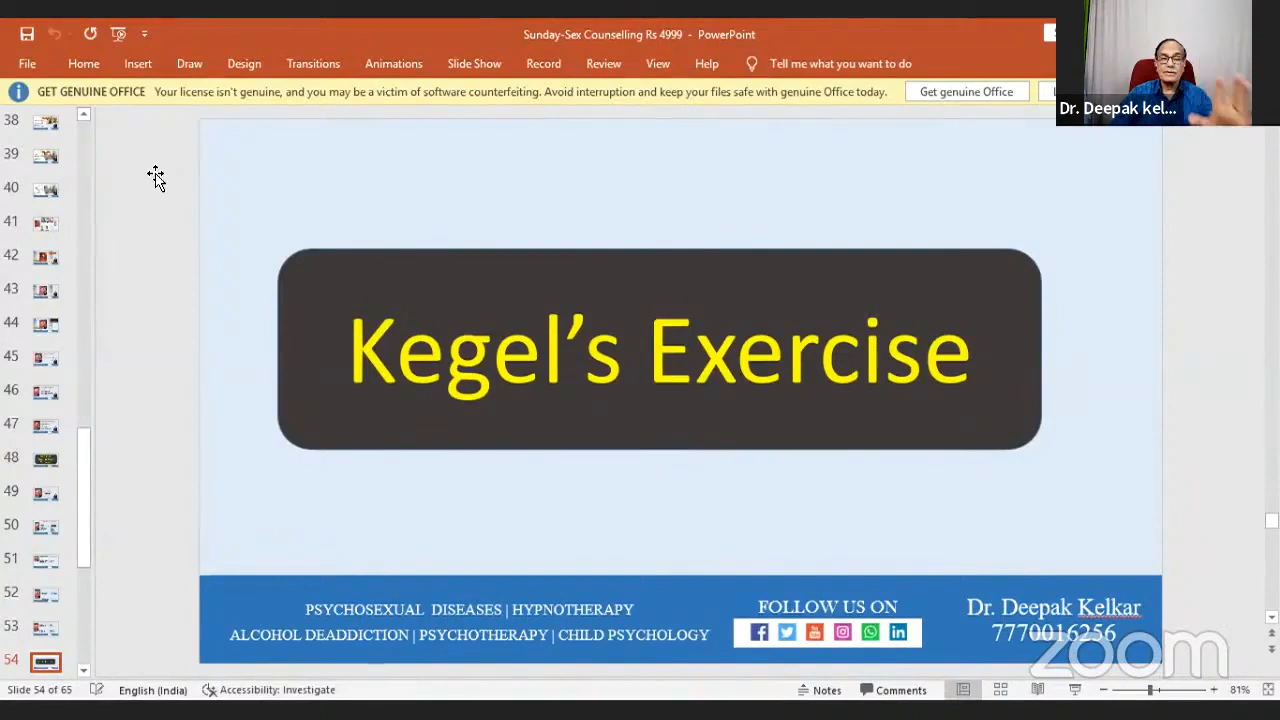 Sunday-Sex Counselling Rs 4999 - PowerPoint
File Home Insert Draw Design Transitions Animations Slide Show Record Review View Help Tell me what you want to do
GET GENUINE OFFICE Your license isn't genuine, and you may be a victim of software counterfeiting. Avoid interruption and keep your files safe with genuine Office today. Get genuine Office
Dr. Deepak kel...
38
39
40
41
42
43
44
45
46
47
48
49
50
51
52
53
54
Kegel’s Exercise
PSYCHOSEXUAL DISEASES | HYPNOTHERAPY
ALCOHOL DEADDICTION | PSYCHOTHERAPY | CHILD PSYCHOLOGY
FOLLOW US ON
Dr. Deepak Kelkar
7770016256
zoom
Slide 54 of 65 English (India) Accessibility: Investigate Notes Comments 81%